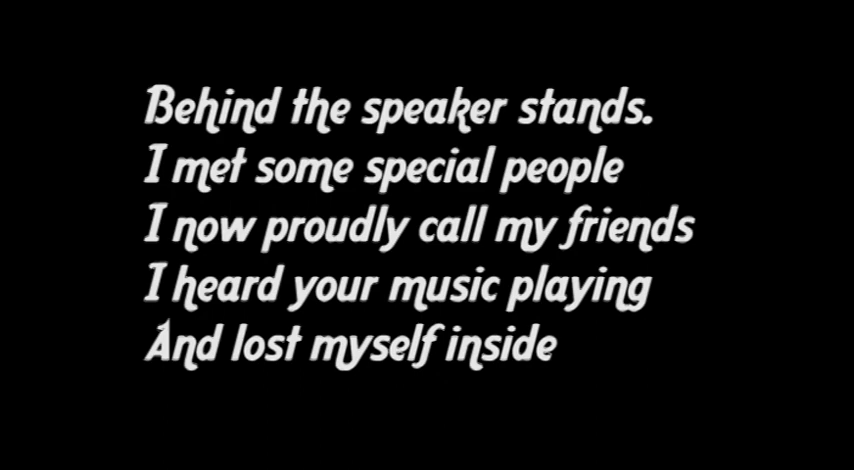 Behind the speaker stands.
I met some special people
I now proudly call my friends
I heard your music playing
And lost myself inside